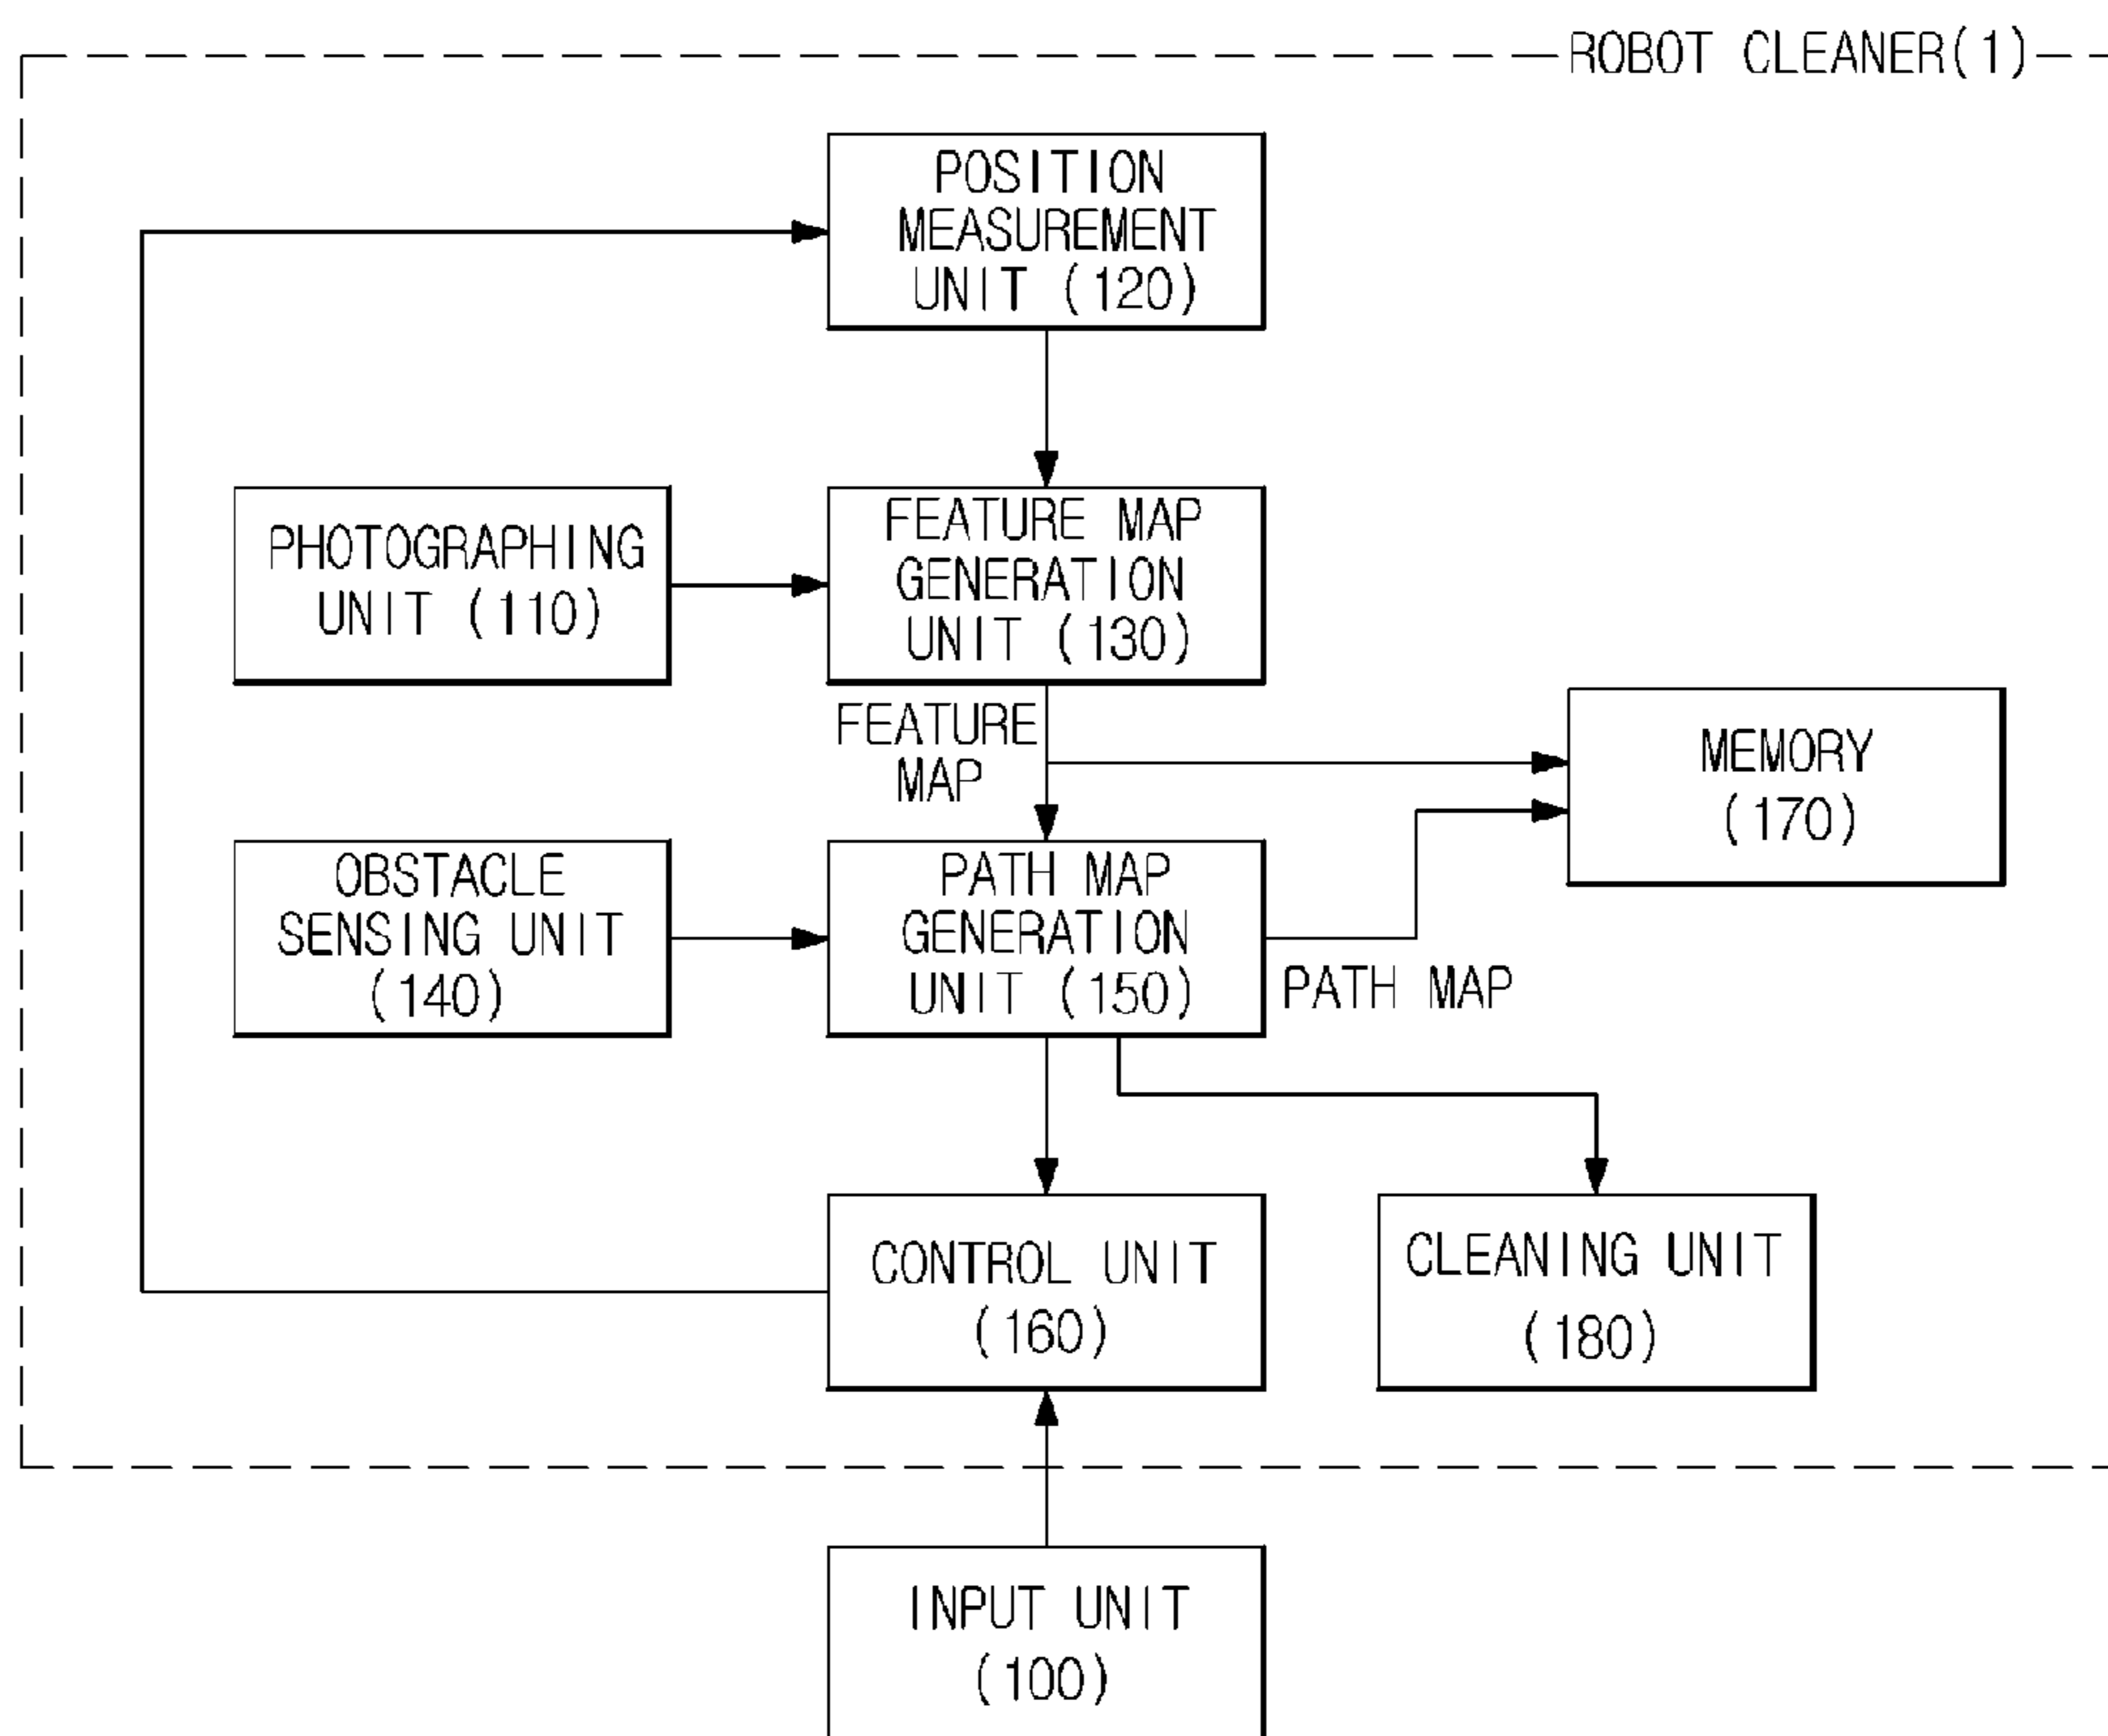 ROBOT CLEANER(1)
POSITION
MEASUREMENT
UNIT (120)
PHOTOGRAPHING
UNIT (110)
FEATURE MAP
GENERATION
UNIT (130)
FEATURE
MAP
MEMORY
(170)
OBSTACLE
SENSING UNIT
(140)
PATH MAP
GENERATION
UNIT (150)
PATH MAP
CONTROL UNIT
(160)
CLEANING UNIT
(180)
INPUT UNIT
(100)